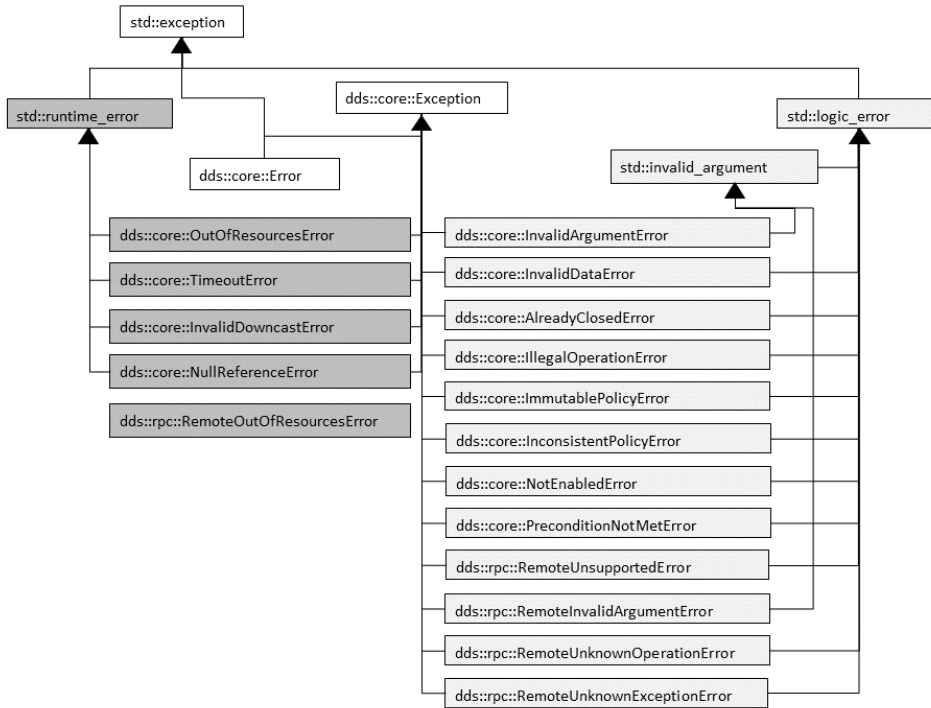 std::exception
dds::core::Exception
std::runtime_error
std::logic_error
dds::core::Error
std::invalid_argument
dds::core::OutOfResourcesError
dds::core::TimeoutError
dds::core::InvalidDowncastError
dds::core::NullReferenceError
dds::rpc::RemoteOutOfResourcesError
dds::core::InvalidArgumentError
dds::core::InvalidDataError
dds::core::AlreadyClosedError
dds::core::IllegalOperationError
dds::core::ImmutablePolicyError
dds::core::InconsistentPolicyError
dds::core::NotEnabledError
dds::core::PreconditionNotMetError
dds::rpc::RemoteUnsupportedError
dds::rpc::RemoteInvalidArgumentError
dds::rpc::RemoteUnknownOperationError
dds::rpc::RemoteUnknownExceptionError